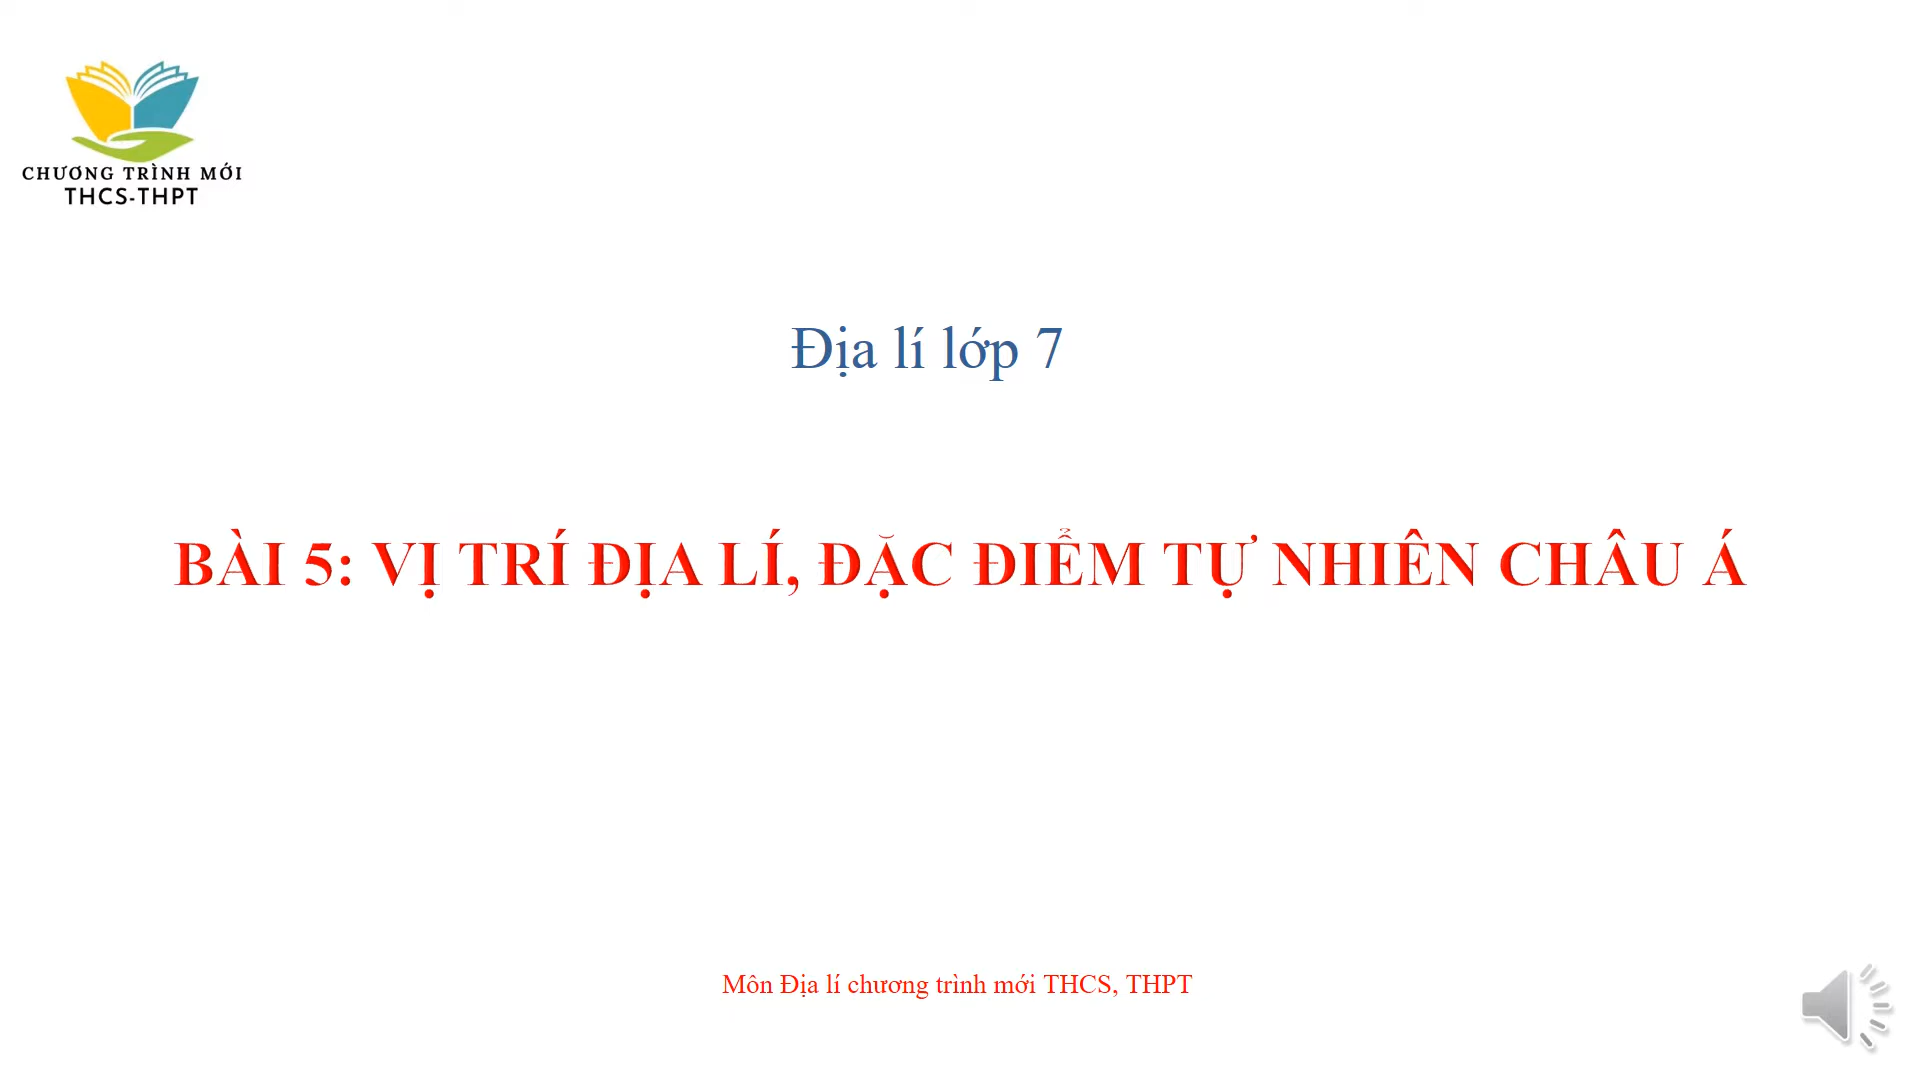 CHƯƠNG TRÌNH MỚI
THCS-THPT
Địa lí lớp 7
BÀI 5: VỊ TRÍ ĐỊA LÍ, ĐẶC ĐIỂM TỰ NHIÊN CHÂU Á
Môn Địa lí chương trình mới THCS, THPT